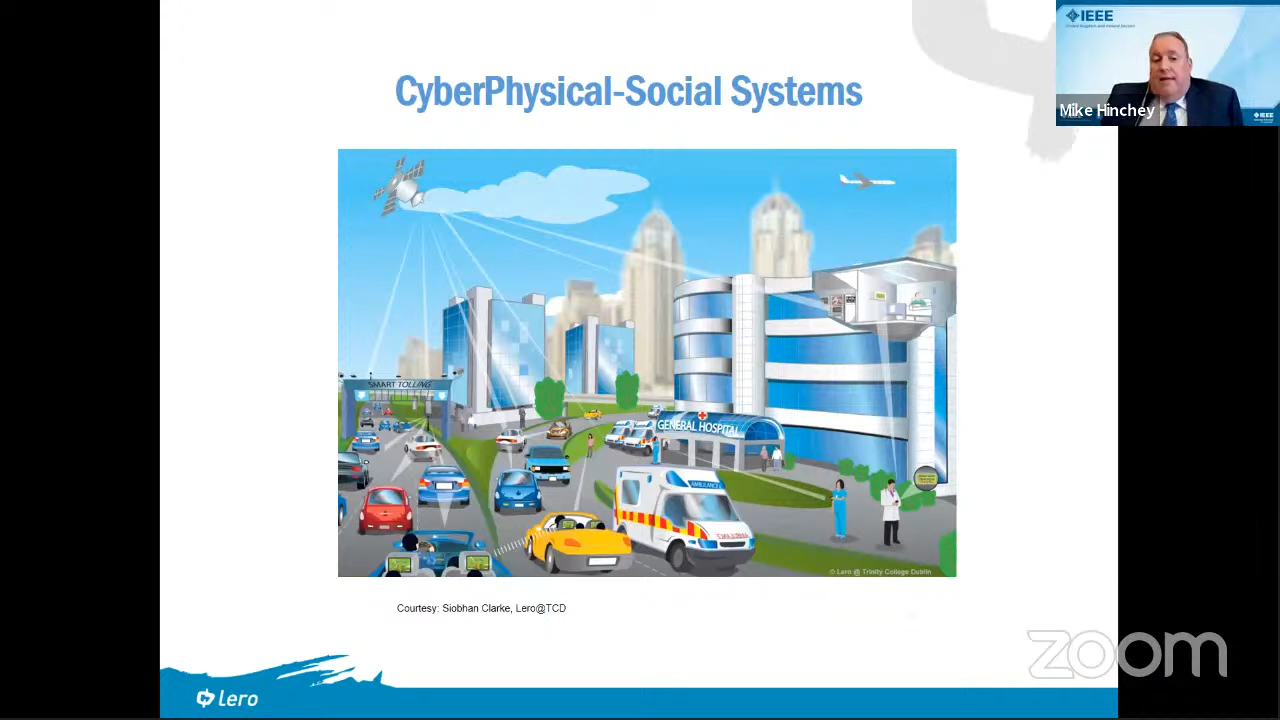 IEEE
Mike Hinchey
IEEE
CyberPhysical-Social Systems
SMART TOLLING
GENERAL HOSPITAL
AMBULANCE
© Lero @ Trinity College Dublin
Courtesy: Siobhan Clarke, Lero@TCD
zoom
Lero